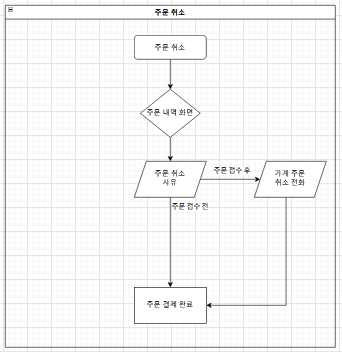 주문 취소
주문 취소
주문 내역 화면
주문 취소
사유
주문 접수 후
가게 주문
취소 전화
주문 접수 전
주문 결제 완료